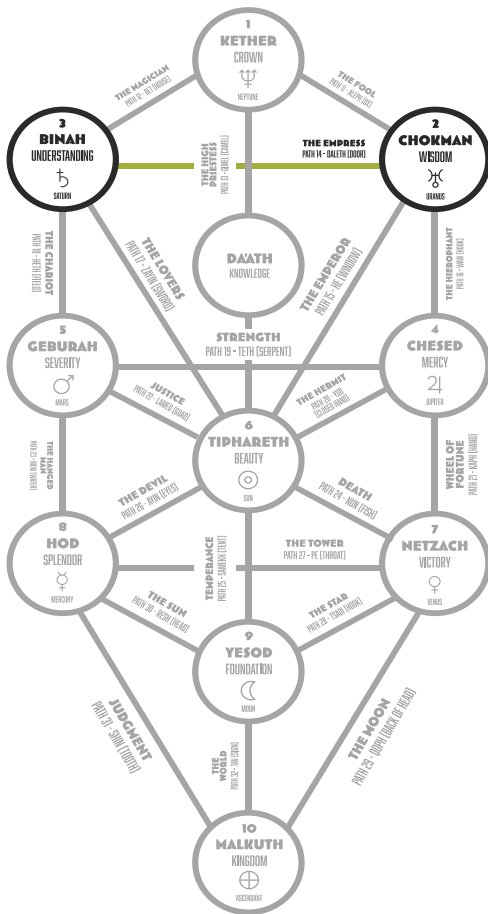 1
KETHER
CROWN
♆
NEPTUNE
THE MAGICIAN
PATH 12 - BET (HOUSE)
THE FOOL
PATH 11 - ALEPH (OX)
3
BINAH
UNDERSTANDING
♄
SATURN
THE HIGH
PRIESTESS
PATH 13 - GIMEL (CAMEL)
THE EMPRESS
PATH 14 - DALETH (DOOR)
2
CHOKMAN
WISDOM
♅
URANUS
THE CHARIOT
PATH 18 - HETH (FIELD)
THE LOVERS
PATH 17 - ZAYIN (SWORD)
DA'ATH
KNOWLEDGE
THE EMPEROR
PATH 15 - HE (WINDOW)
THE HIEROPHANT
PATH 16 - VAW (HOOK)
5
GEBURAH
SEVERITY
♂
MARS
STRENGTH
PATH 19 - TETH (SERPENT)
4
CHESED
MERCY
♃
JUPITER
JUSTICE
PATH 22 - LAMED (GOAD)
THE HERMIT
PATH 20 - YOD
(CLOSED HAND)
6
TIPHARETH
BEAUTY
☉
SUN
THE HANGED
MAN
PATH 23 - MEM (WATER)
THE DEVIL
PATH 26 - AYIN (EYES)
DEATH
PATH 24 - NUN (FISH)
WHEEL OF
FORTUNE
PATH 21 - KAPH (HAND)
8
HOD
SPLENDOR
☿
MERCURY
TEMPERANCE
PATH 25 - SAMEKH (TENT)
THE TOWER
PATH 27 - PE (THROAT)
7
NETZACH
VICTORY
♀
VENUS
THE SUN
PATH 30 - RESH (HEAD)
THE STAR
PATH 28 - TSADI (HOOK)
9
YESOD
FOUNDATION
☾
MOON
JUDGMENT
PATH 31 - SHIN (TOOTH)
THE
WORLD
PATH 32 - TAV (SIGN)
THE MOON
PATH 29 - QOPH (BACK OF HEAD)
10
MALKUTH
KINGDOM
⊕
ASCENDANT